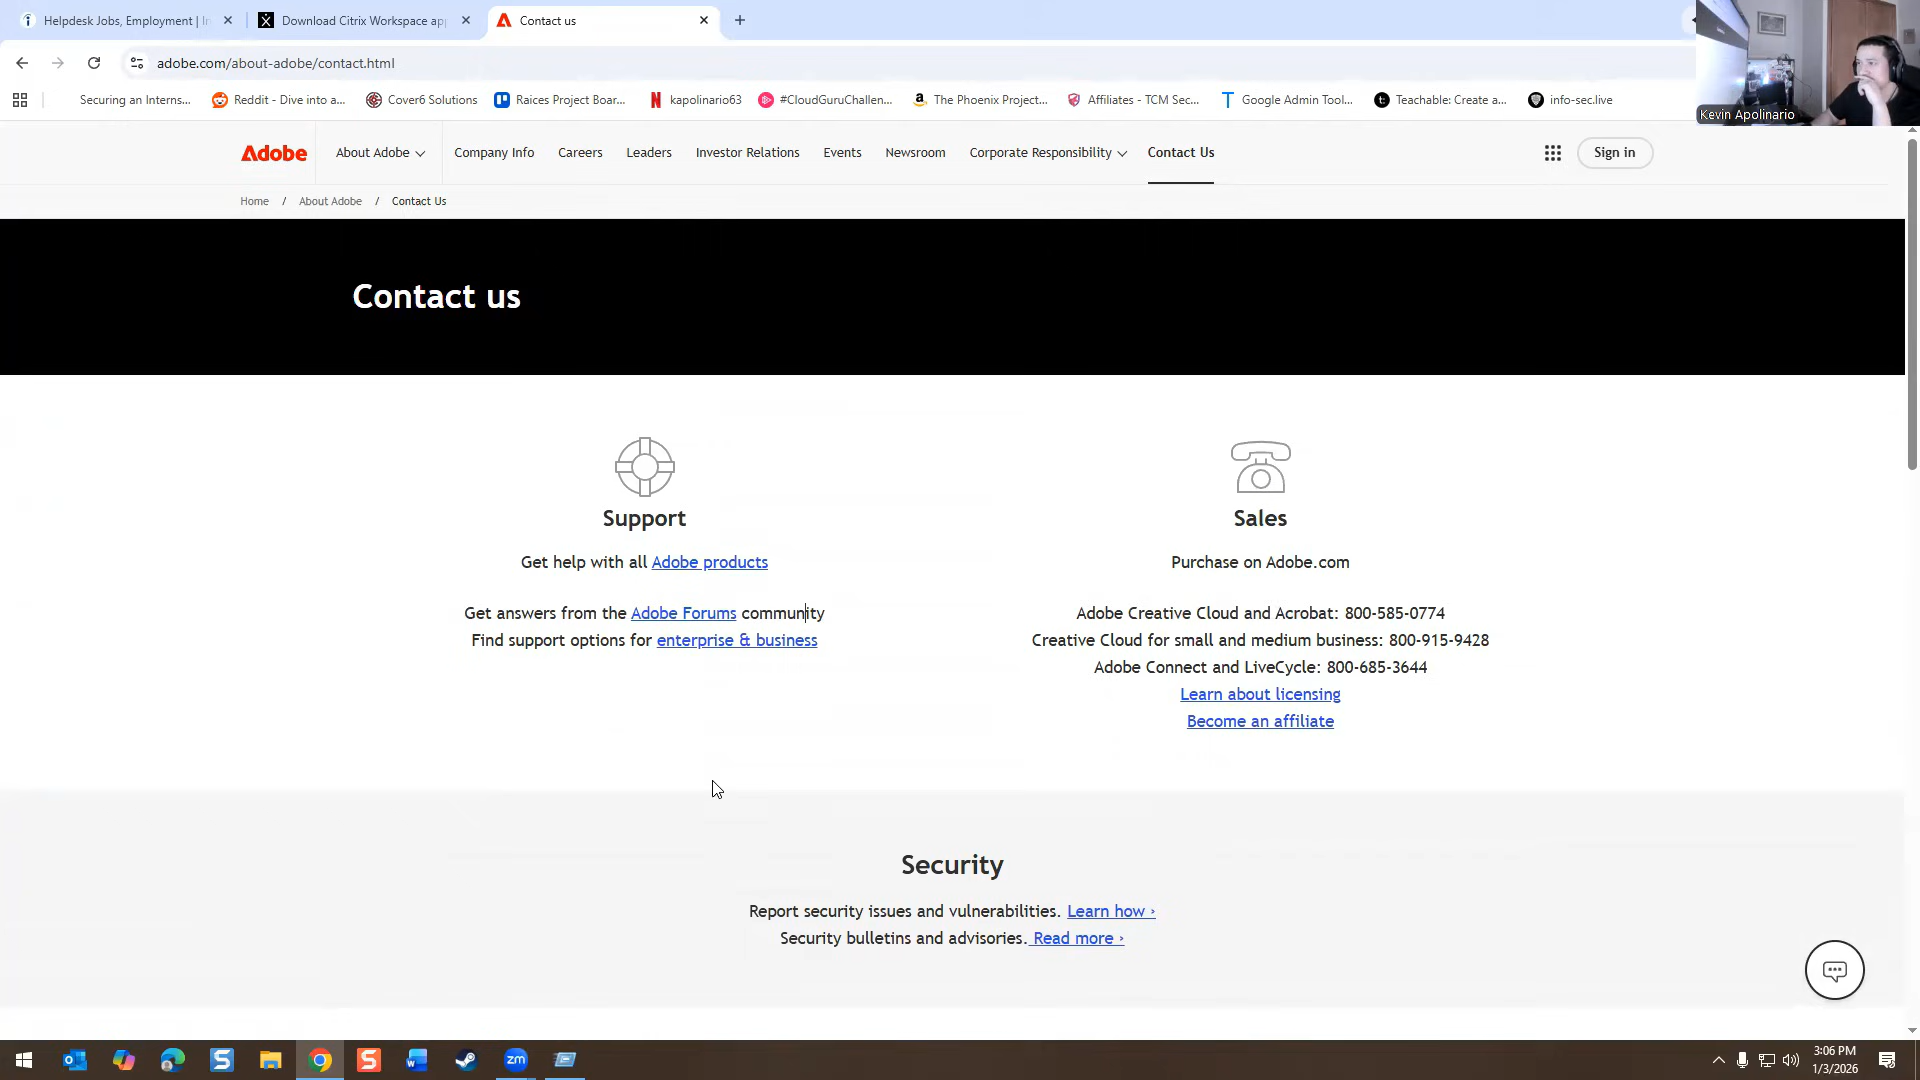 Helpdesk Jobs, Employment | In
Download Citrix Workspace app
Contact us
adobe.com/about-adobe/contact.html
Securing an Interns...
Reddit - Dive into a...
Cover6 Solutions
Raices Project Boar...
kapolinario63
#CloudGuruChallen...
The Phoenix Project...
Affiliates - TCM Sec...
Google Admin Tool...
Teachable: Create a...
info-sec.live
Kevin Apolinario
Adobe
About Adobe
Company Info
Careers
Leaders
Investor Relations
Events
Newsroom
Corporate Responsibility
Contact Us
Sign in
Home / About Adobe / Contact Us
Contact us
Support
Get help with all Adobe products
Get answers from the Adobe Forums community
Find support options for enterprise & business
Sales
Purchase on Adobe.com
Adobe Creative Cloud and Acrobat: 800-585-0774
Creative Cloud for small and medium business: 800-915-9428
Adobe Connect and LiveCycle: 800-685-3644
Learn about licensing
Become an affiliate
Security
Report security issues and vulnerabilities. Learn how ›
Security bulletins and advisories. Read more ›
zm
3:06 PM
1/3/2026